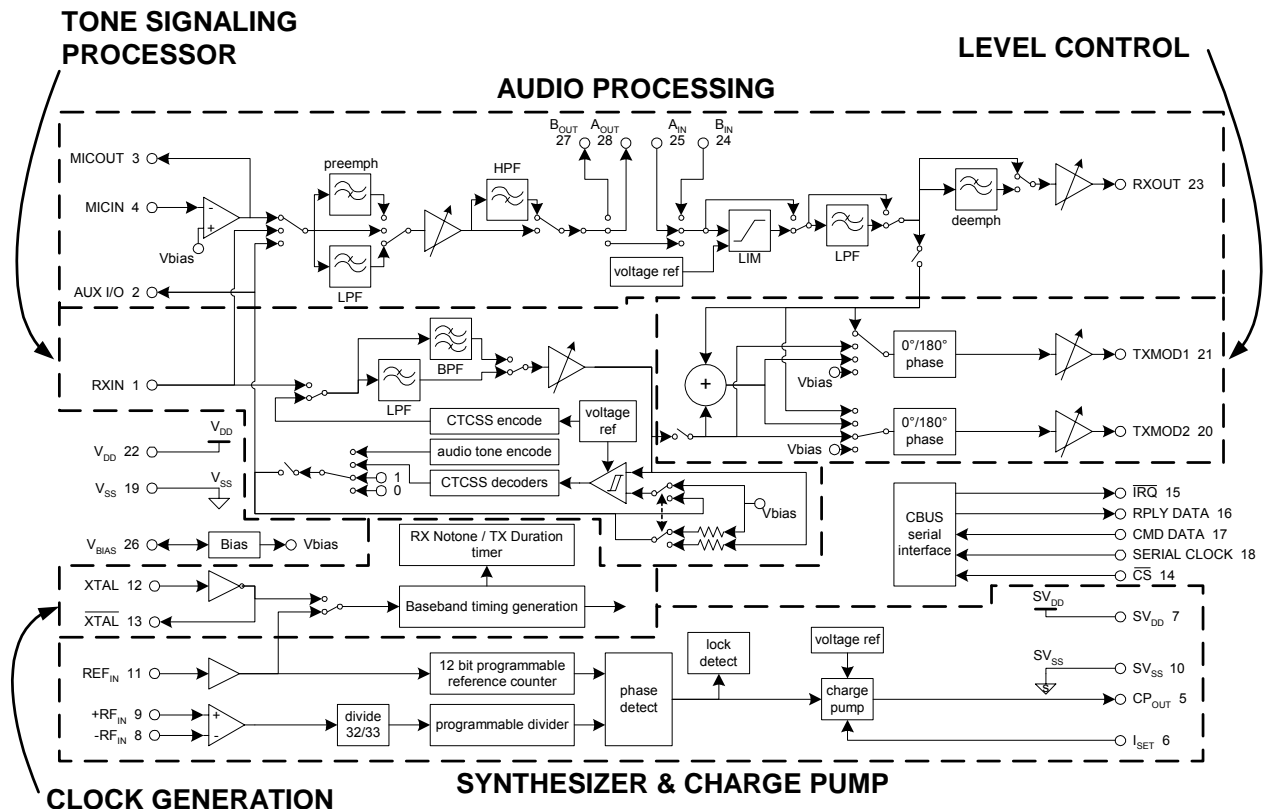 TONE SIGNALING
PROCESSOR
LEVEL CONTROL
AUDIO PROCESSING
B_OUT
27
A_OUT
28
A_IN
25
B_IN
24
MICOUT 3
preemph
HPF
MICIN 4
-
+
Vbias
LPF
AUX I/O 2
voltage ref
LIM
LPF
deemph
RXOUT 23
RXIN 1
BPF
LPF
CTCSS encode
voltage
ref
audio tone encode
CTCSS decoders
1
0
Vbias
+
Vbias
0°/180°
phase
TXMOD1 21
Vbias
0°/180°
phase
TXMOD2 20
V_DD 22
V_DD
V_SS 19
V_SS
V_BIAS 26
Bias
Vbias
RX Notone / TX Duration
timer
CBUS
serial
interface
I̅R̅Q̅ 15
RPLY DATA 16
CMD DATA 17
SERIAL CLOCK 18
C̅S̅ 14
XTAL 12
X̅T̅A̅L̅ 13
Baseband timing generation
REF_IN 11
12 bit programmable
reference counter
+RF_IN 9
-RF_IN 8
+
-
divide
32/33
programmable divider
phase
detect
lock
detect
voltage ref
charge
pump
SV_DD
SV_DD 7
SV_SS
S
SV_SS 10
CP_OUT 5
I_SET 6
SYNTHESIZER & CHARGE PUMP
CLOCK GENERATION